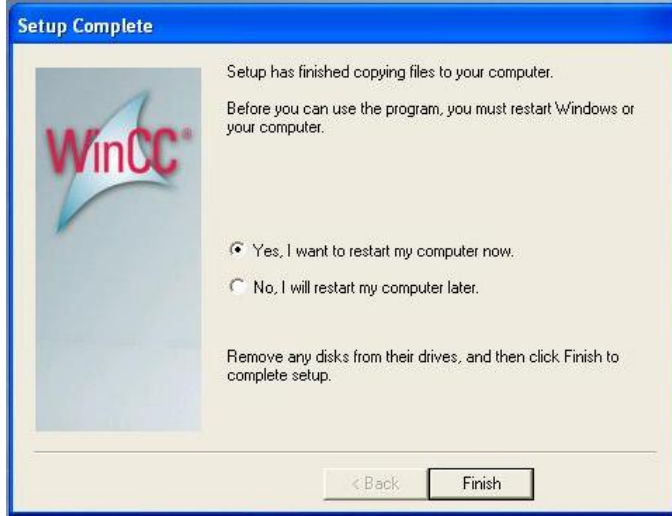 Setup Complete
Setup has finished copying files to your computer.
Before you can use the program, you must restart Windows or
your computer.
WinCC®
Yes, I want to restart my computer now.
No, I will restart my computer later.
Remove any disks from their drives, and then click Finish to
complete setup.
< Back
Finish